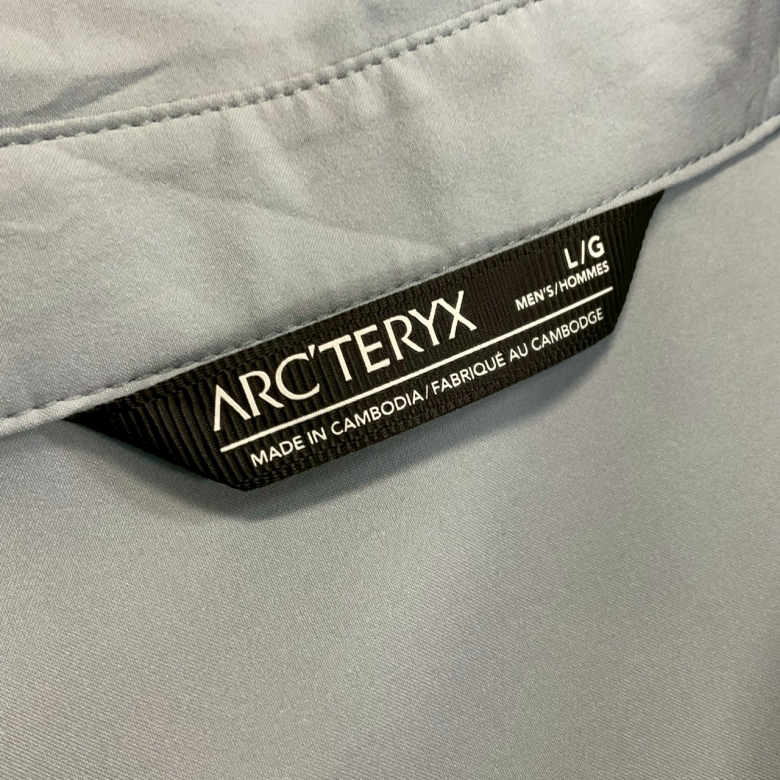 ARC'TERYX
L/G
MEN'S/HOMMES
MADE IN CAMBODIA/FABRIQUÉ AU CAMBODGE